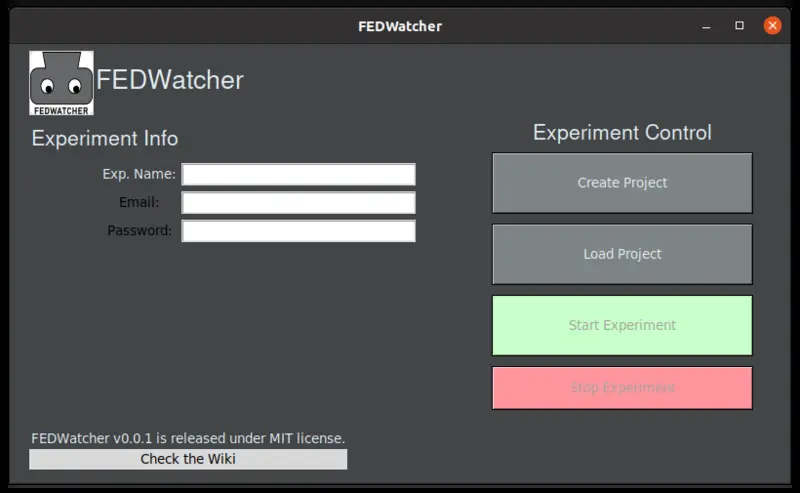 FEDWatcher
FEDWATCHER
FEDWatcher
Experiment Info
Exp. Name:
Email:
Password:
Experiment Control
Create Project
Load Project
Start Experiment
Stop Experiment
FEDWatcher v0.0.1 is released under MIT license.
Check the Wiki